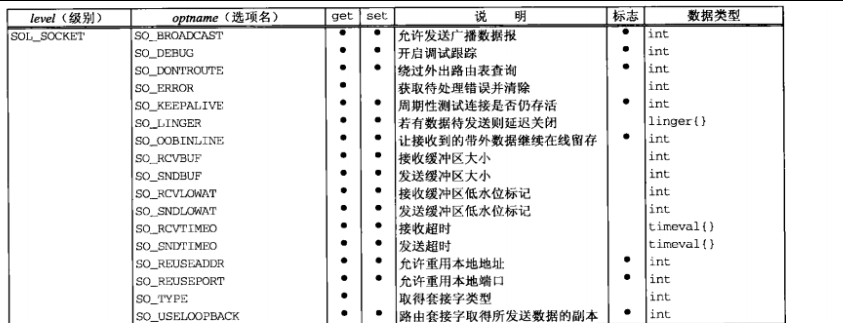 level（级别） optname（选项名） get set 说 明 标志 数据类型
SOL_SOCKET SO_BROADCAST • • 允许发送广播数据报 • int
SO_DEBUG • • 开启调试跟踪 • int
SO_DONTROUTE • • 绕过外出路由表查询 • int
SO_ERROR • 获取待处理错误并清除 int
SO_KEEPALIVE • • 周期性测试连接是否仍存活 • int
SO_LINGER • • 若有数据待发送则延迟关闭 linger{}
SO_OOBINLINE • • 让接收到的带外数据继续在线留存 • int
SO_RCVBUF • • 接收缓冲区大小 int
SO_SNDBUF • • 发送缓冲区大小 int
SO_RCVLOWAT • • 接收缓冲区低水位标记 int
SO_SNDLOWAT • • 发送缓冲区低水位标记 int
SO_RCVTIMEO • • 接收超时 timeval{}
SO_SNDTIMEO • • 发送超时 timeval{}
SO_REUSEADDR • • 允许重用本地地址 • int
SO_REUSEPORT • • 允许重用本地端口 • int
SO_TYPE • 取得套接字类型 int
SO_USELOOPBACK • • 路由套接字取得所发送数据的副本 • int